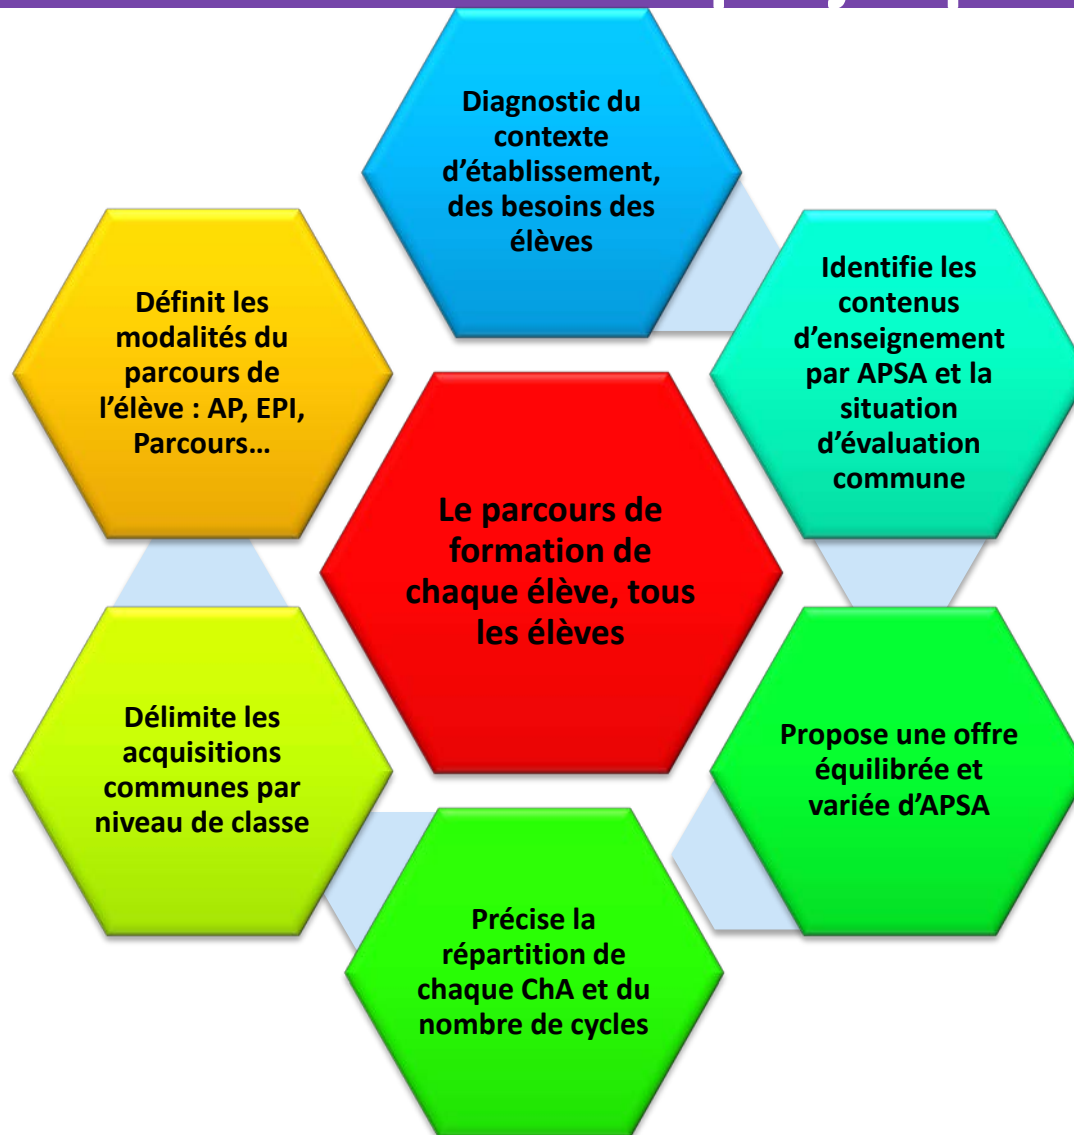 Diagnostic du
contexte
d'établissement,
des besoins des
élèves
Identifie les
contenus
d'enseignement
par APSA et la
situation
d'évaluation
commune
Définit les
modalités du
parcours de
l'élève : AP, EPI,
Parcours…
Le parcours de
formation de
chaque élève, tous
les élèves
Propose une offre
équilibrée et
variée d'APSA
Délimite les
acquisitions
communes par
niveau de classe
Précise la
répartition de
chaque ChA et du
nombre de cycles